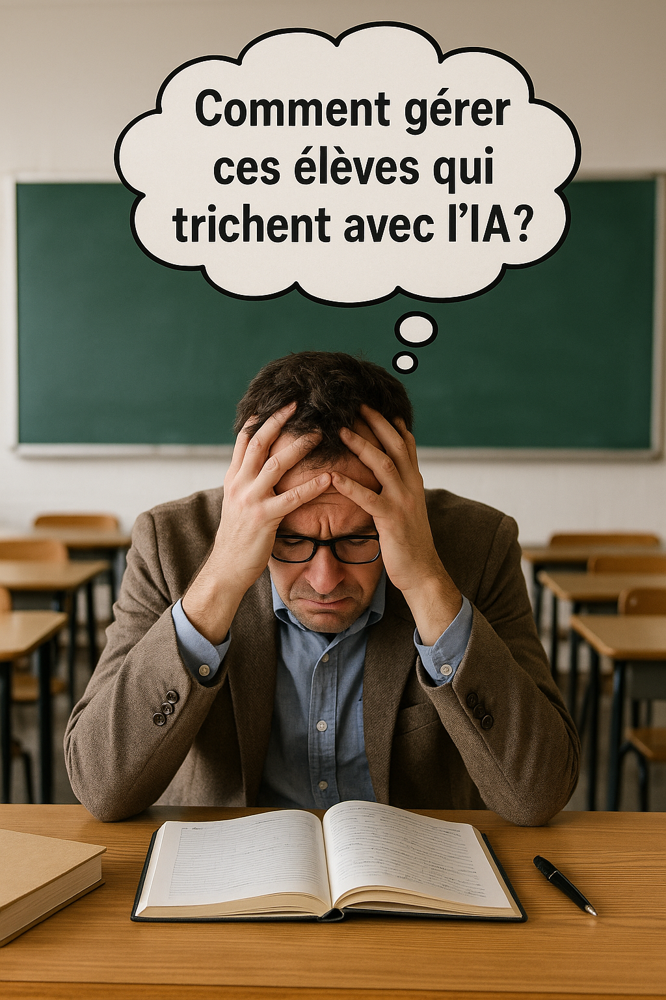 Comment gérer
ces élèves qui
trichent avec l’IA?